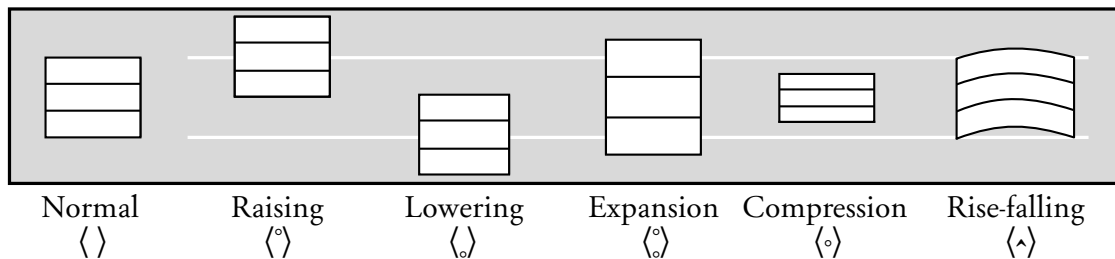 Normal Raising Lowering Expansion Compression Rise-falling
⟨ ⟩ ⟨°⟩ ⟨˳⟩ ⟨°˳⟩ ⟨∘⟩ ⟨˰⟩